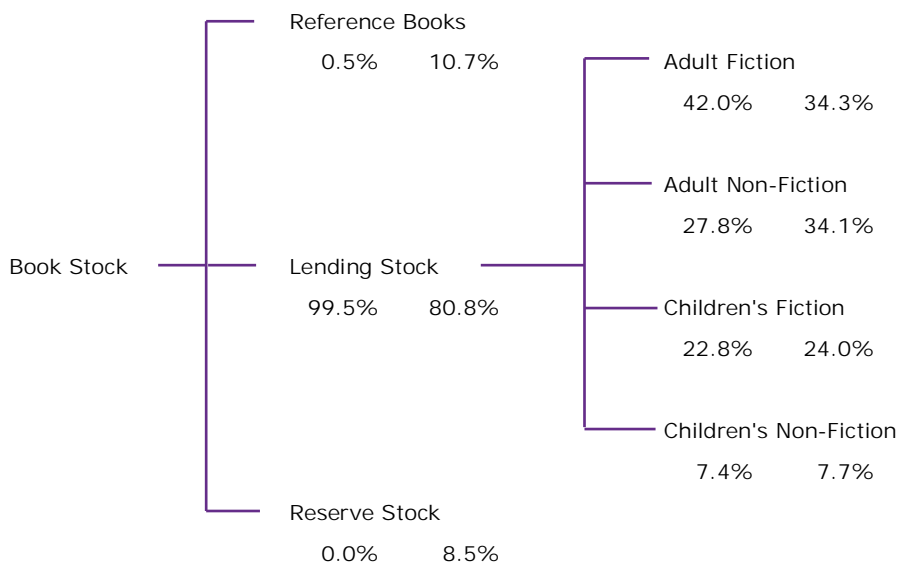 Reference Books
0.5% 10.7%
Adult Fiction
42.0% 34.3%
Adult Non-Fiction
27.8% 34.1%
Book Stock
Lending Stock
99.5% 80.8%
Children's Fiction
22.8% 24.0%
Children's Non-Fiction
7.4% 7.7%
Reserve Stock
0.0% 8.5%